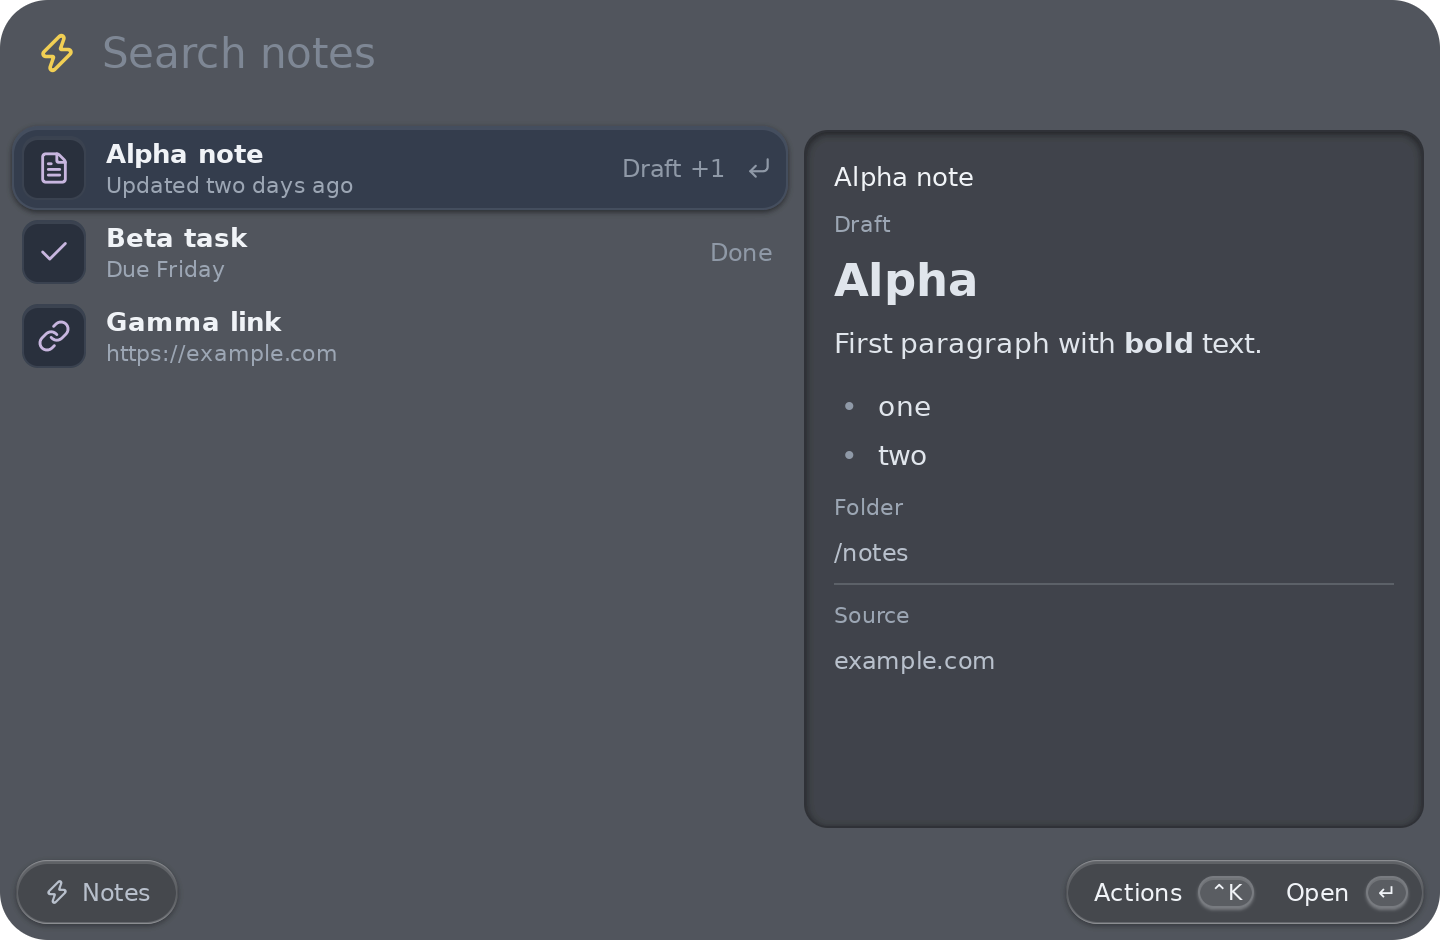 Search notes
Alpha note
Updated two days ago
Draft +1
Beta task
Due Friday
Done
Gamma link
https://example.com
Alpha note
Draft
Alpha
First paragraph with bold text.
• one
• two
Folder
/notes
Source
example.com
Notes
Actions ^K Open ↵